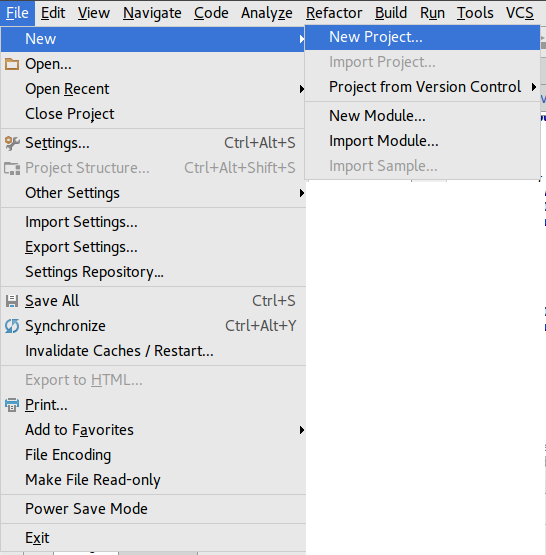 File Edit View Navigate Code Analyze Refactor Build Run Tools VCS
New
Open...
Open Recent
Close Project
Settings... Ctrl+Alt+S
Project Structure... Ctrl+Alt+Shift+S
Other Settings
Import Settings...
Export Settings...
Settings Repository...
Save All Ctrl+S
Synchronize Ctrl+Alt+Y
Invalidate Caches / Restart...
Export to HTML...
Print...
Add to Favorites
File Encoding
Make File Read-only
Power Save Mode
Exit
New Project...
Import Project...
Project from Version Control
New Module...
Import Module...
Import Sample...